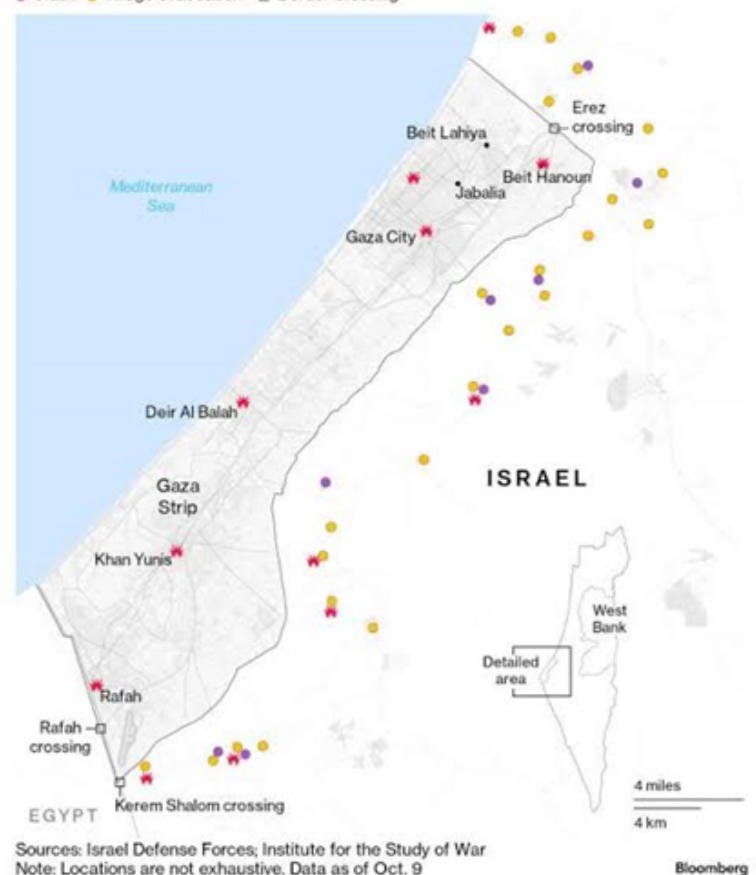 Erez
crossing
Beit Lahiya
Beit Hanoun
Jabalia
Mediterranean
Sea
Gaza City
Deir Al Balah
ISRAEL
Gaza
Strip
Khan Yunis
West
Bank
Detailed
area
Rafah
Rafah
crossing
4 miles
Kerem Shalom crossing
EGYPT
4 km
Sources: Israel Defense Forces; Institute for the Study of War
Note: Locations are not exhaustive. Data as of Oct. 9
Bloomberg